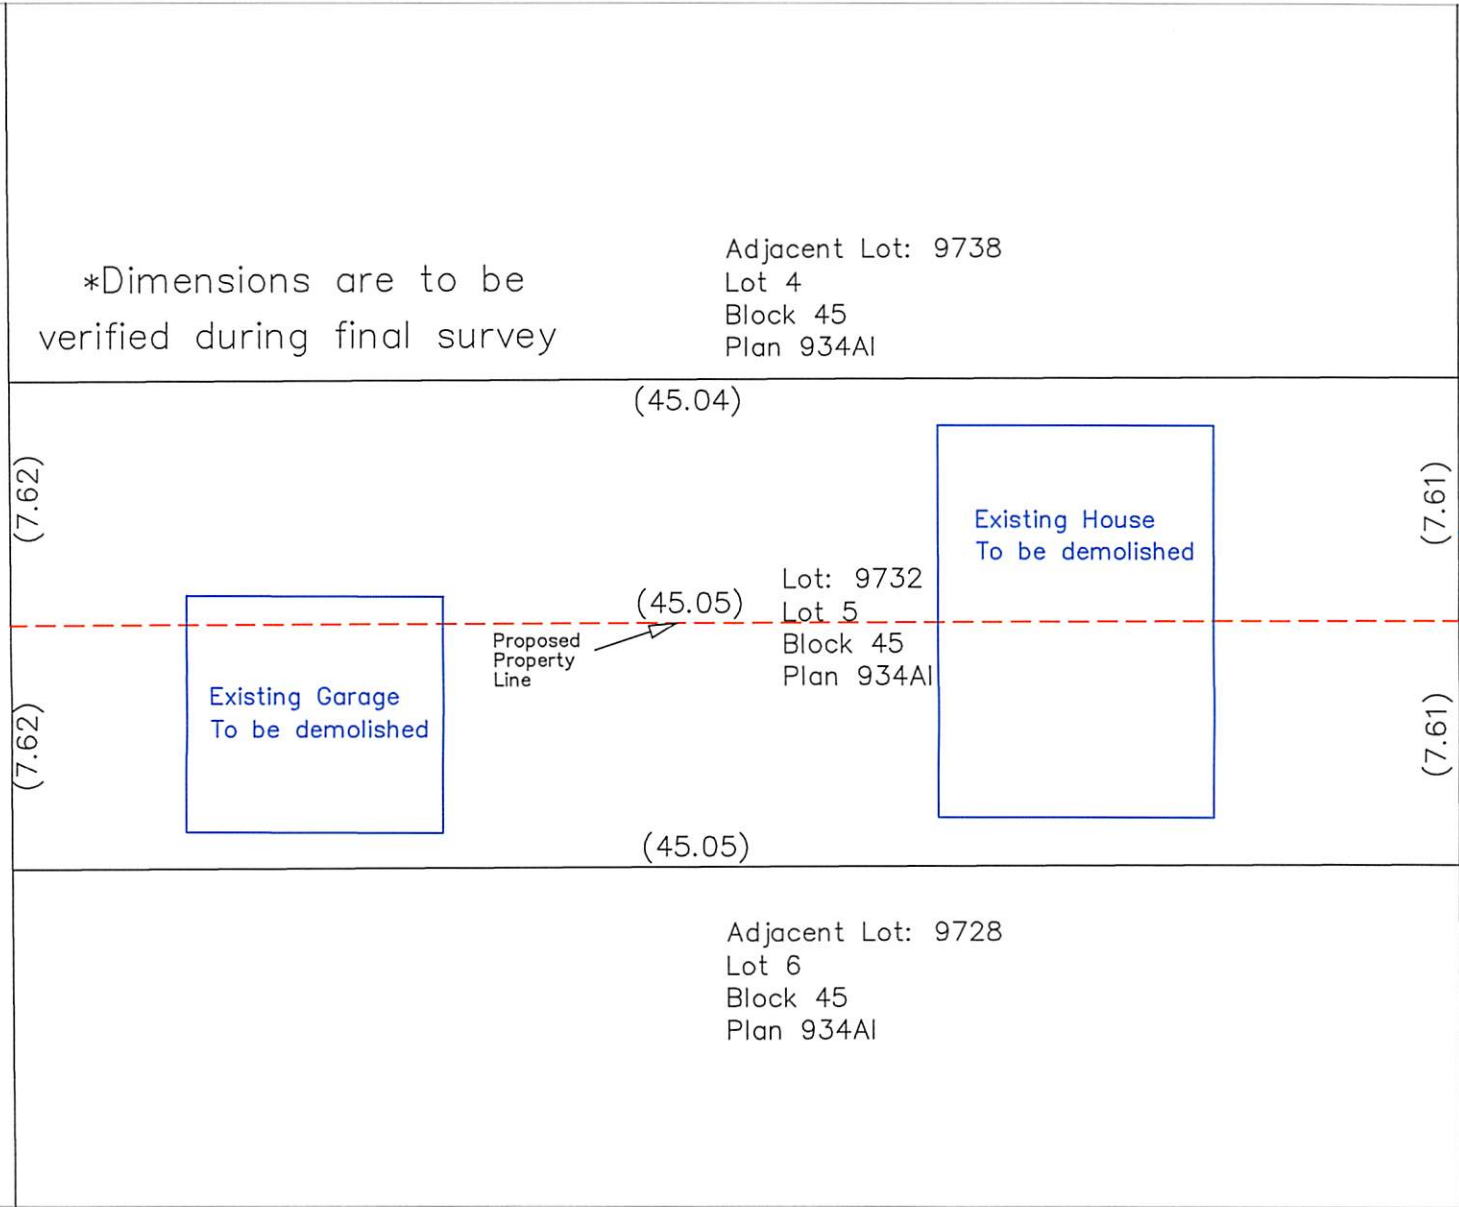 Adjacent Lot: 9738
Lot 4
Block 45
Plan 934AI
*Dimensions are to be
verified during final survey
(45.04)
(7.62)
(7.61)
Existing House
To be demolished
Lot: 9732
Lot 5
Block 45
Plan 934AI
(45.05)
Proposed
Property
Line
Existing Garage
To be demolished
(7.62)
(7.61)
(45.05)
Adjacent Lot: 9728
Lot 6
Block 45
Plan 934AI